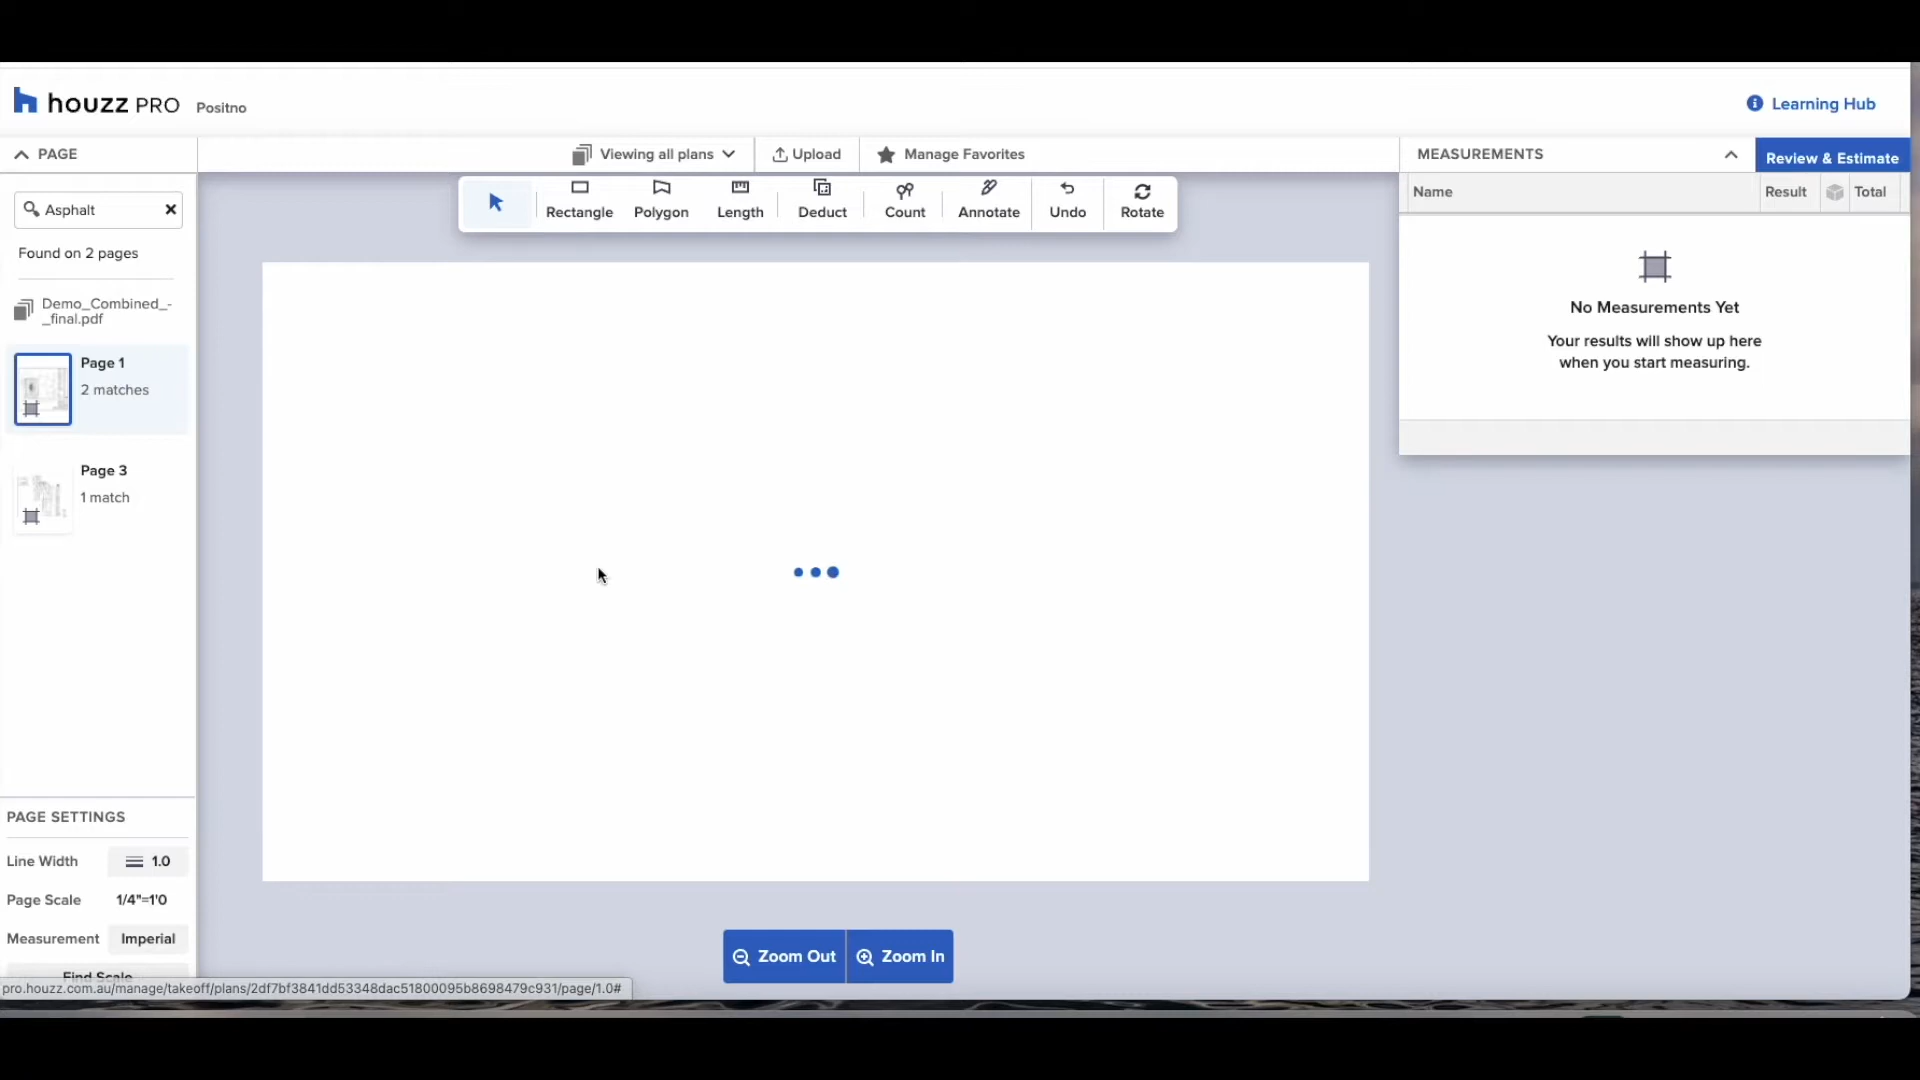 houzz PRO Positno
Learning Hub
PAGE
Viewing all plans
Upload
Manage Favorites
MEASUREMENTS
Review & Estimate
Asphalt
Rectangle
Polygon
Length
Deduct
Count
Annotate
Undo
Rotate
Name
Result
Total
Found on 2 pages
Demo_Combined_-
_final.pdf
Page 1
2 matches
Page 3
1 match
No Measurements Yet
Your results will show up here
when you start measuring.
PAGE SETTINGS
Line Width 1.0
Page Scale 1/4"=1'0
Measurement Imperial
Find Scale
Zoom Out
Zoom In
pro.houzz.com.au/manage/takeoff/plans/2df7bf3841dd53348dac51800095b8698479c931/page/1.0#